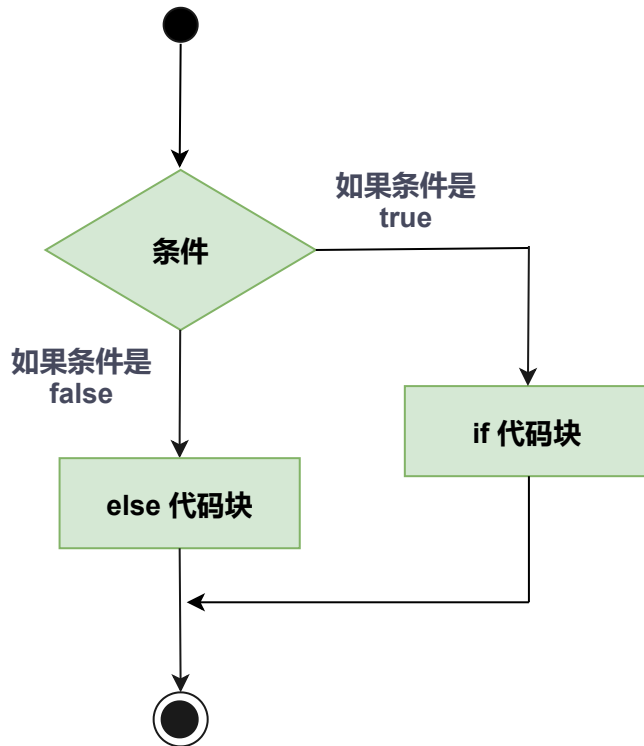 如果条件是
true
条件
如果条件是
false
if 代码块
else 代码块